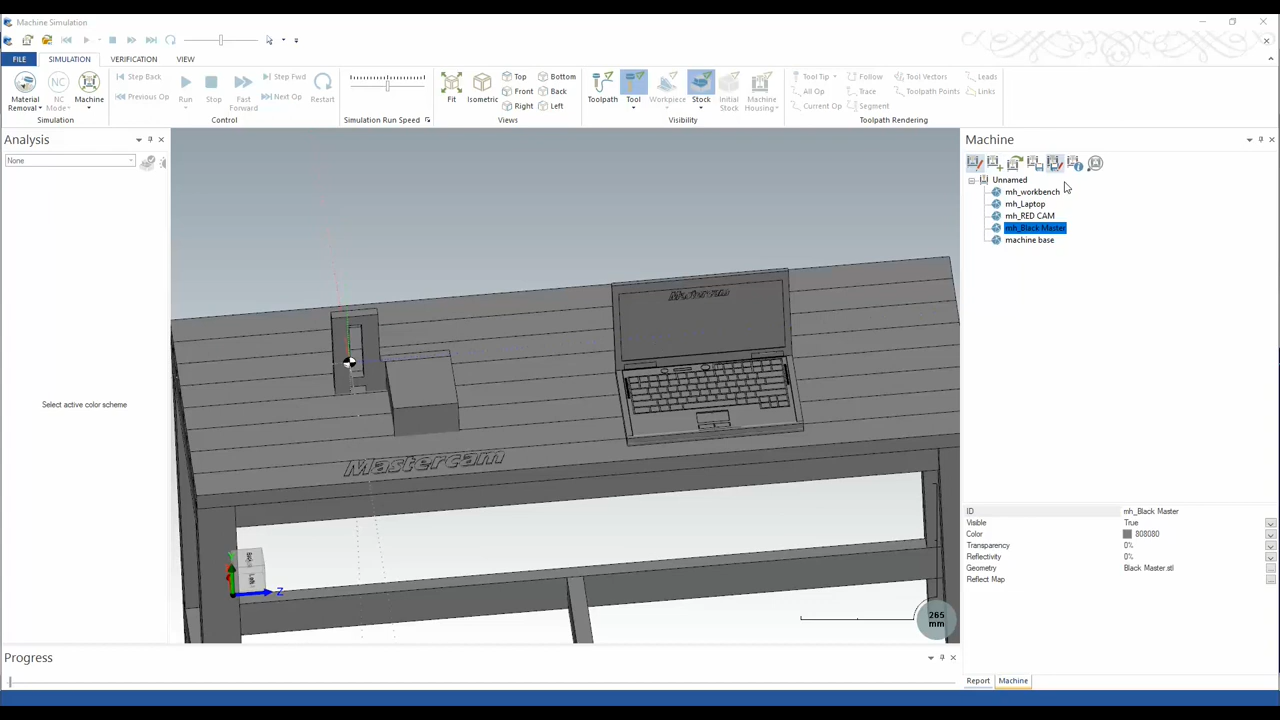 Machine Simulation
FILE SIMULATION VERIFICATION VIEW
Material Removal
NC Mode
Machine
Simulation
Step Back
Previous Op
Run
Stop
Fast Forward
Step Fwd
Next Op
Restart
Control
Simulation Run Speed
Fit
Isometric
Top
Front
Right
Bottom
Back
Left
Views
Toolpath
Tool
Workpiece
Stock
Initial Stock
Machine Housing
Visibility
Tool Tip
All Op
Current Op
Follow
Trace
Segment
Tool Vectors
Toolpath Points
Leads
Links
Toolpath Rendering
Analysis
None
Select active color scheme
Mastercam
Mastercam
Left
Z
265 mm
Machine
Unnamed
mh_workbench
mh_Laptop
mh_RED CAM
mh_Black Master
machine base
ID mh_Black Master
Visible True
Color 808080
Transparency 0%
Reflectivity 0%
Geometry Black Master.stl
Reflect Map
Report Machine
Progress